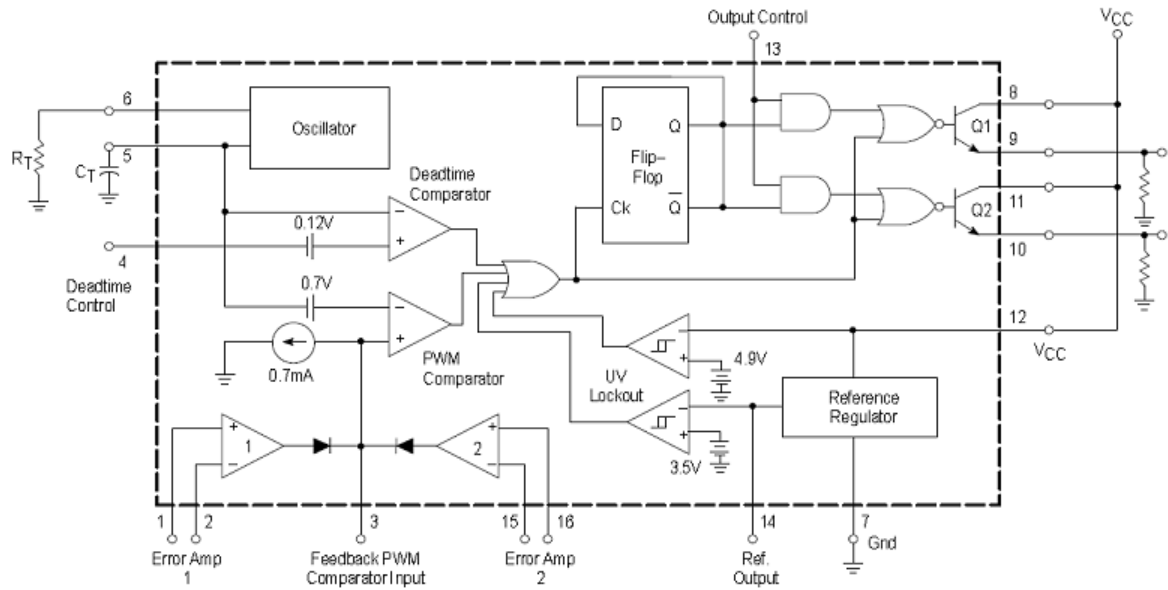 Output Control
13
VCC
6
Oscillator
RT
5
CT
D
Q
Flip–
Flop
Ck
Q
8
Q1
9
Deadtime
Comparator
0.12V
4
Deadtime
Control
0.7V
11
Q2
10
0.7mA
PWM
Comparator
UV
Lockout
4.9V
12
VCC
Reference
Regulator
3.5V
1
2
1
2
3
15
16
14
7
Gnd
Error Amp
1
Feedback PWM
Comparator Input
Error Amp
2
Ref.
Output